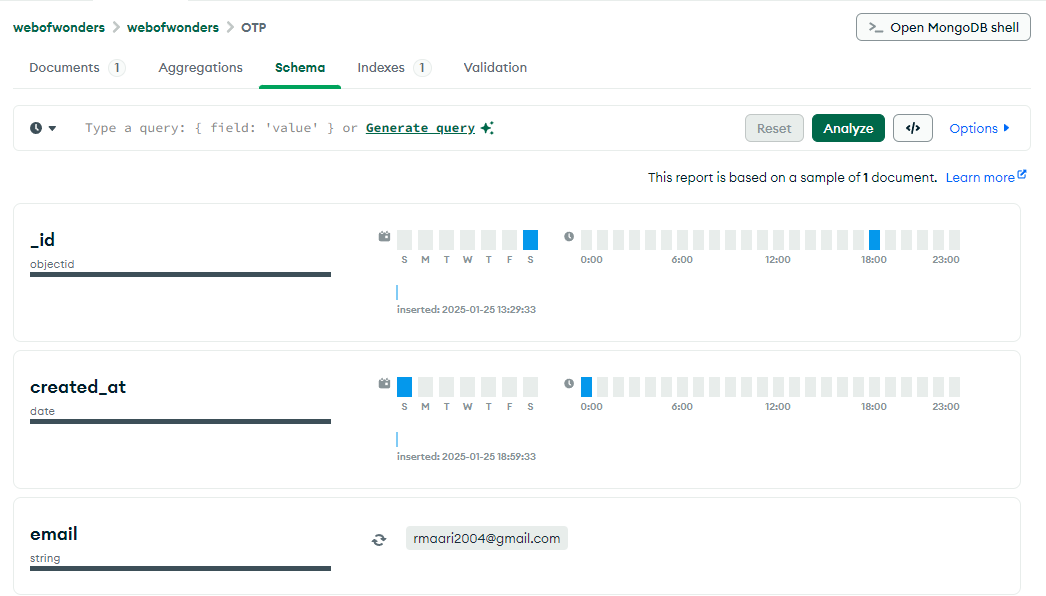 webofwonders > webofwonders > OTP
>_ Open MongoDB shell
Documents 1 Aggregations Schema Indexes 1 Validation
Type a query: { field: 'value' } or Generate query
Reset Analyze </> Options
This report is based on a sample of 1 document. Learn more
_id
objectid
S M T W T F S
0:00 6:00 12:00 18:00 23:00
inserted: 2025-01-25 13:29:33
created_at
date
S M T W T F S
0:00 6:00 12:00 18:00 23:00
inserted: 2025-01-25 18:59:33
email
string
rmaari2004@gmail.com